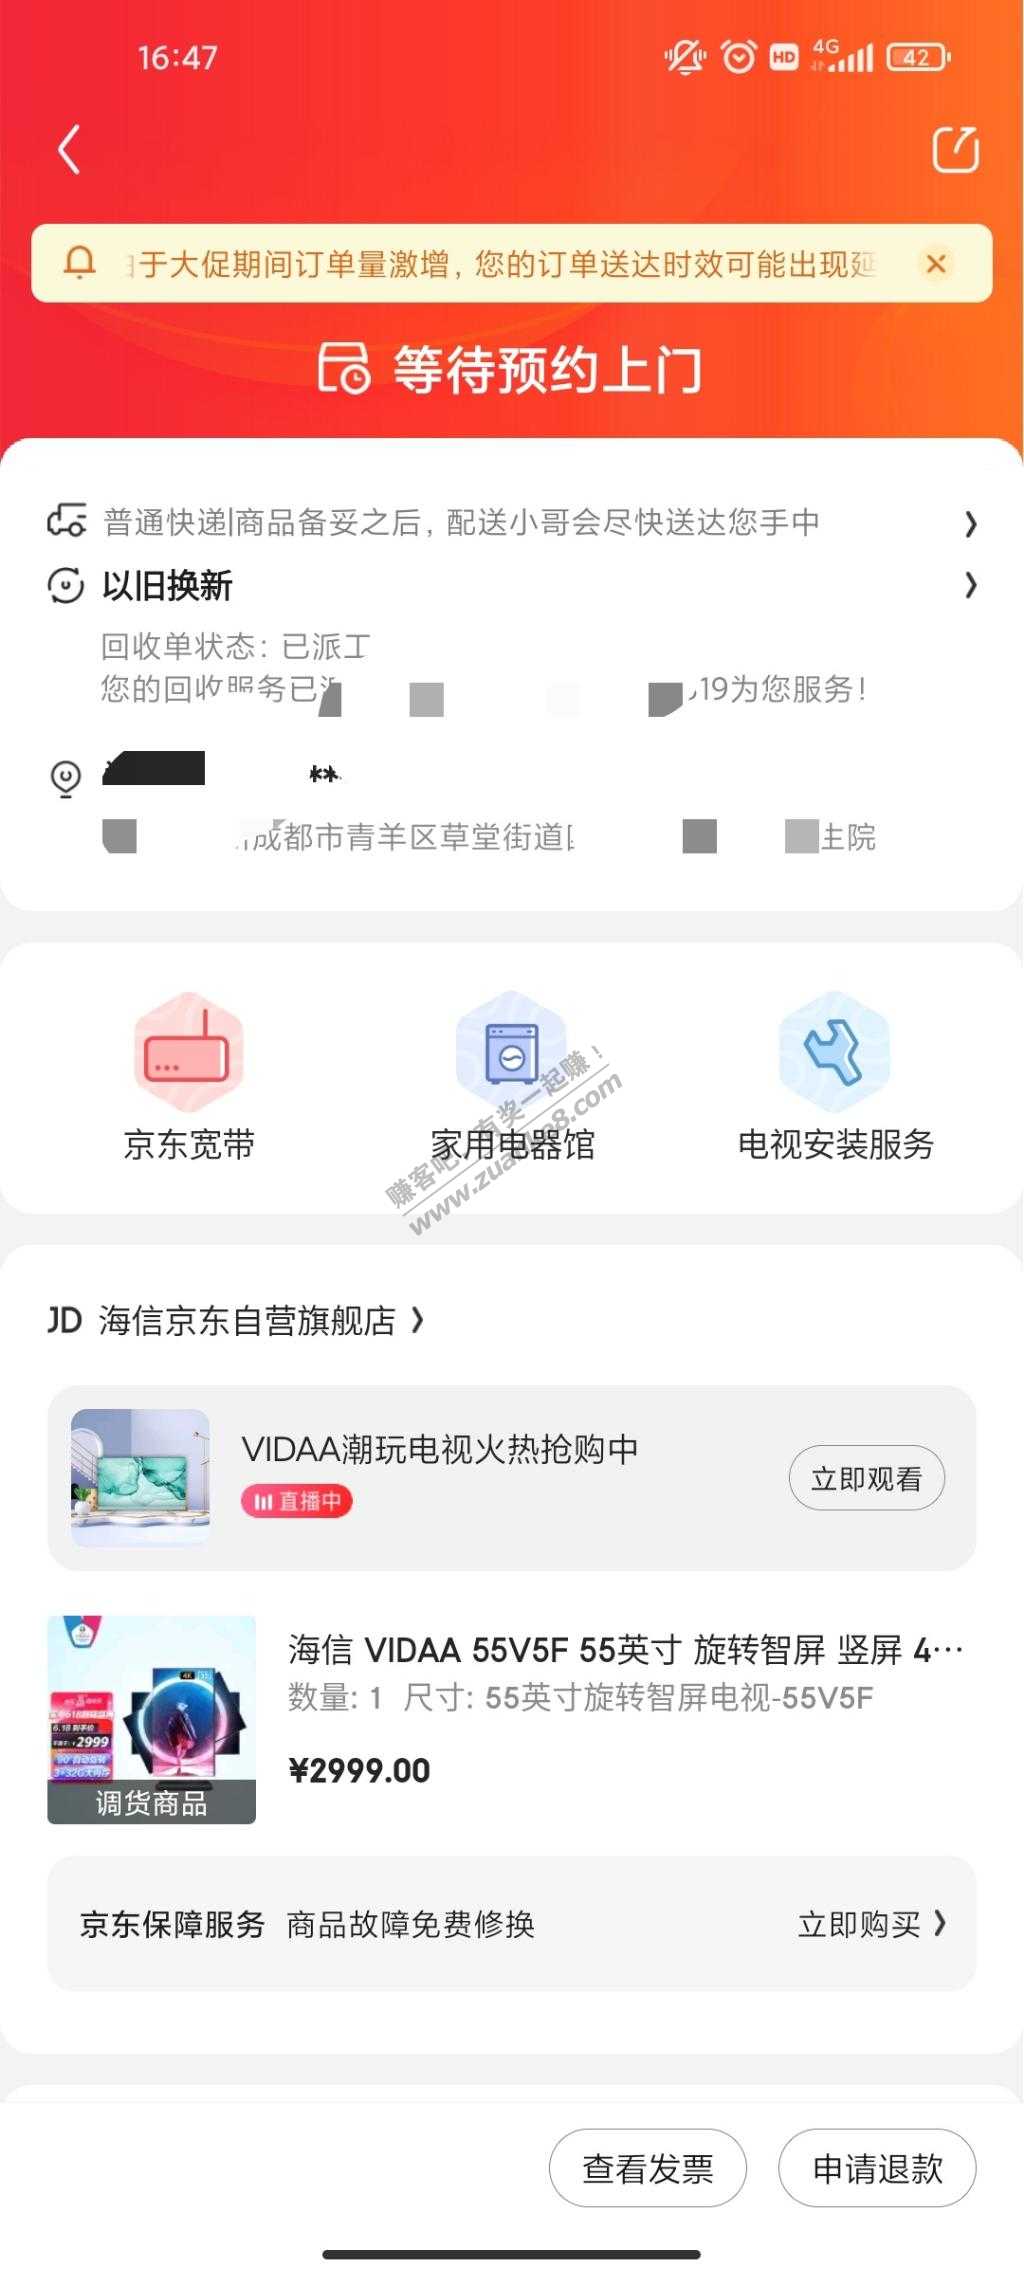 16:47
HD
4G
42
于大促期间订单量激增，您的订单送达时效可能出现延
等待预约上门
普通快递|商品备妥之后，配送小哥会尽快送达您手中
以旧换新
回收单状态：已派工
您的回收服务已 19为您服务！
**
成都市青羊区草堂街道 院
京东宽带
家用电器馆
电视安装服务
赚客吧，有奖一起赚！
www.zuanke8.com
JD 海信京东自营旗舰店
VIDAA潮玩电视火热抢购中
直播中
立即观看
海信 VIDAA 55V5F 55英寸 旋转智屏 竖屏 4…
数量: 1 尺寸: 55英寸旋转智屏电视-55V5F
¥2999.00
4K
2999
调货商品
京东保障服务 商品故障免费修换
立即购买
查看发票
申请退款